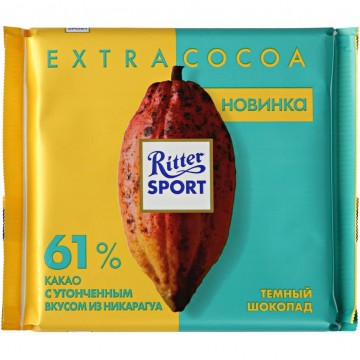 EXTRA COCOA
НОВИНКА
Ritter
SPORT
61%
КАКАО
С УТОНЧЕННЫМ
ВКУСОМ ИЗ НИКАРАГУА
ТЕМНЫЙ
ШОКОЛАД